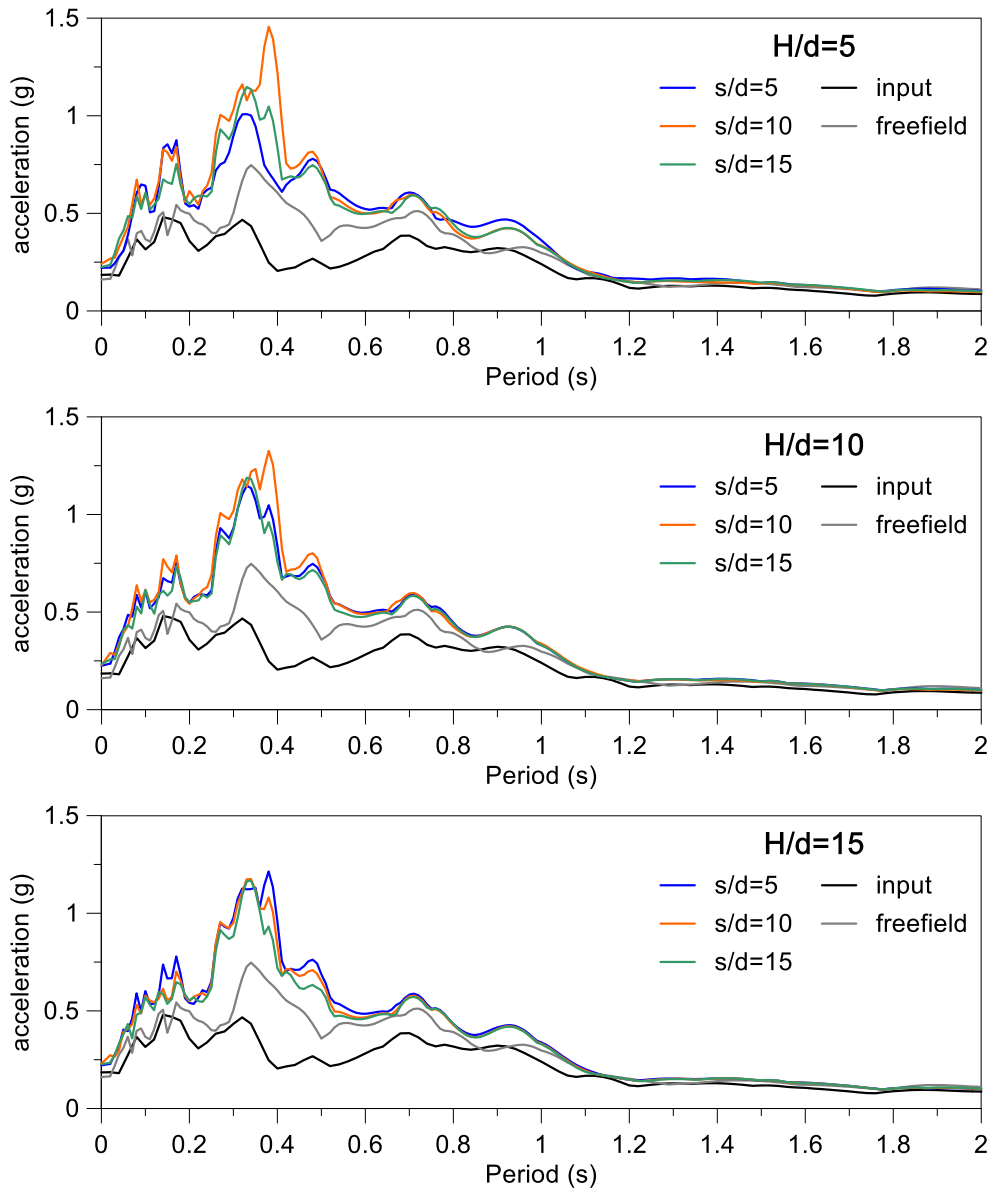 1.5
H/d=5
s/d=5 input
1
s/d=10 freefield
s/d=15
acceleration (g)
0.5
0
0 0.2 0.4 0.6 0.8 1 1.2 1.4 1.6 1.8 2
Period (s)
1.5
H/d=10
s/d=5 input
1
s/d=10 freefield
s/d=15
acceleration (g)
0.5
0
0 0.2 0.4 0.6 0.8 1 1.2 1.4 1.6 1.8 2
Period (s)
1.5
H/d=15
s/d=5 input
1
s/d=10 freefield
s/d=15
acceleration (g)
0.5
0
0 0.2 0.4 0.6 0.8 1 1.2 1.4 1.6 1.8 2
Period (s)